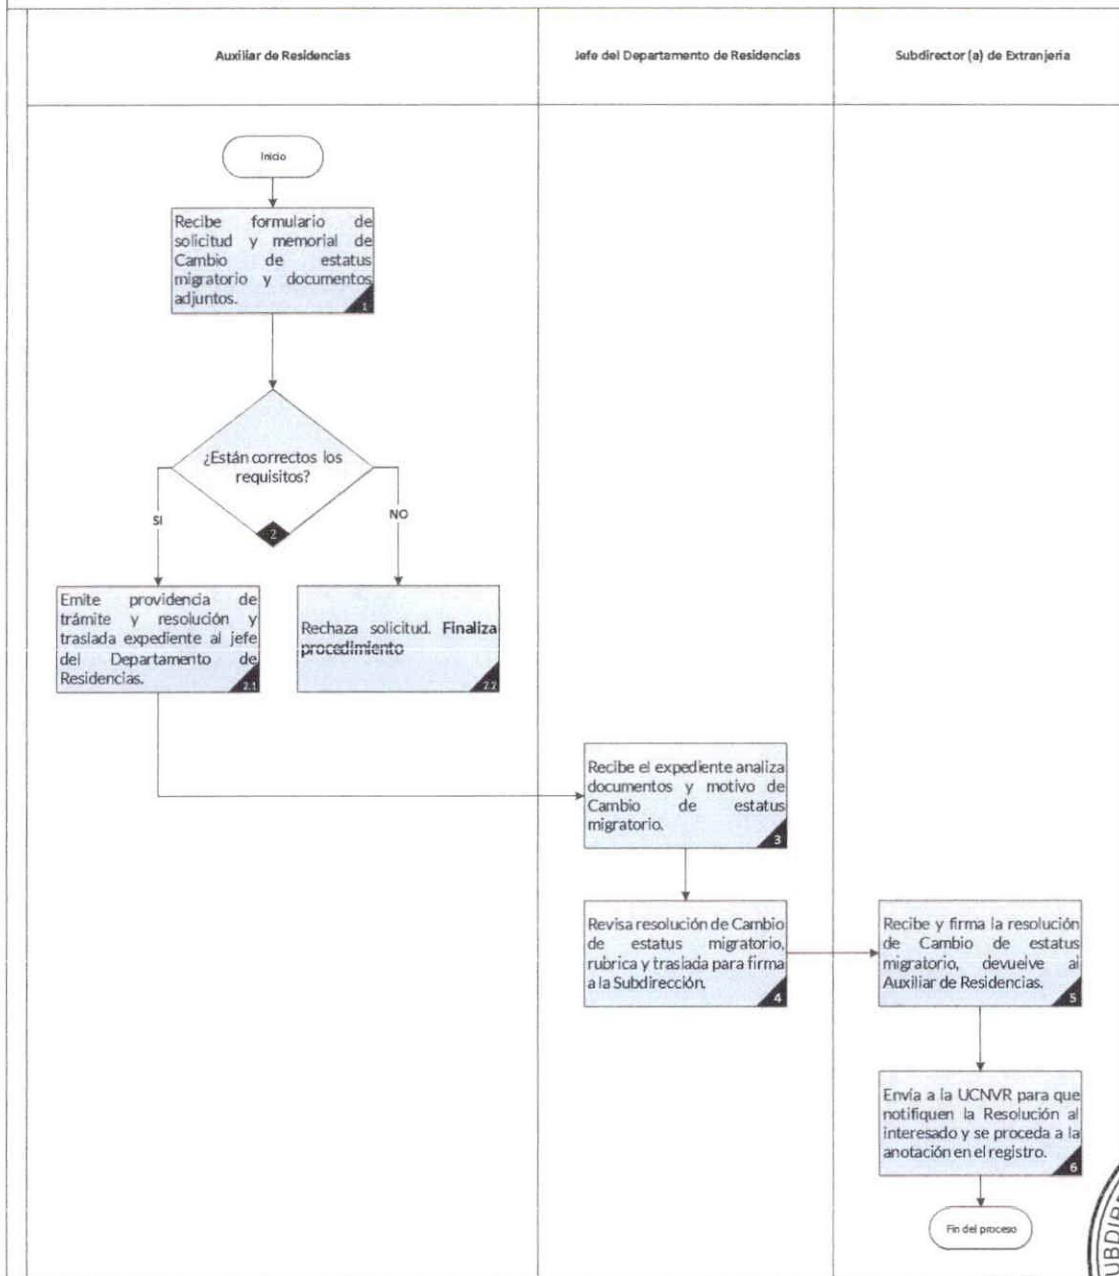 Auxiliar de Residencias
Jefe del Departamento de Residencias
Subdirector (a) de Extranjería
Inicio
Recibe formulario de
solicitud y memorial de
Cambio de estatus
migratorio y documentos
adjuntos.
1
¿Están correctos los
requisitos?
2
SI
NO
Emite providencia de
trámite y resolución y
traslada expediente al jefe
del Departamento de
Residencias.
2.1
Rechaza solicitud. Finaliza
procedimiento
2.2
Recibe el expediente analiza
documentos y motivo de
Cambio de estatus
migratorio.
3
Revisa resolución de Cambio
de estatus migratorio,
rubrica y traslada para firma
a la Subdirección.
4
Recibe y firma la resolución
de Cambio de estatus
migratorio, devuelve al
Auxiliar de Residencias.
5
Envía a la UCNVR para que
notifiquen la Resolución al
interesado y se proceda a la
anotación en el registro.
6
Fin del proceso